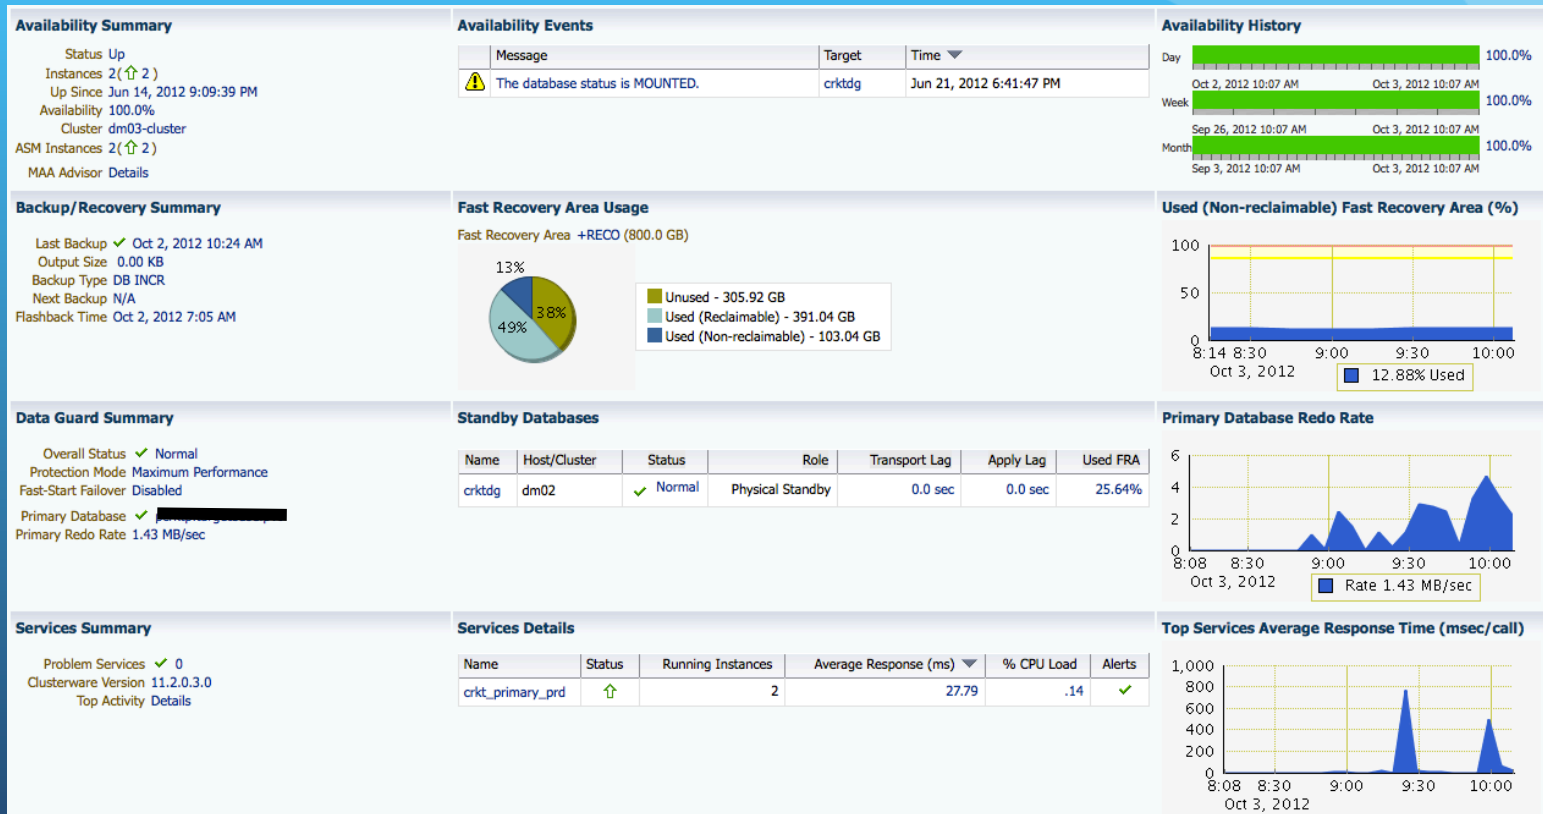 Availability Summary
Status Up
Instances 2( 2 )
Up Since Jun 14, 2012 9:09:39 PM
Availability 100.0%
Cluster dm03-cluster
ASM Instances 2( 2 )
MAA Advisor Details
Availability Events
Message Target Time
The database status is MOUNTED. crktdg Jun 21, 2012 6:41:47 PM
Availability History
Day 100.0%
Oct 2, 2012 10:07 AM Oct 3, 2012 10:07 AM
Week 100.0%
Sep 26, 2012 10:07 AM Oct 3, 2012 10:07 AM
Month 100.0%
Sep 3, 2012 10:07 AM Oct 3, 2012 10:07 AM
Backup/Recovery Summary
Last Backup Oct 2, 2012 10:24 AM
Output Size 0.00 KB
Backup Type DB INCR
Next Backup N/A
Flashback Time Oct 2, 2012 7:05 AM
Fast Recovery Area Usage
Fast Recovery Area +RECO (800.0 GB)
13%
38%
49%
Unused - 305.92 GB
Used (Reclaimable) - 391.04 GB
Used (Non-reclaimable) - 103.04 GB
Used (Non-reclaimable) Fast Recovery Area (%)
100
50
0
8:14 8:30 9:00 9:30 10:00
Oct 3, 2012
12.88% Used
Data Guard Summary
Overall Status Normal
Protection Mode Maximum Performance
Fast-Start Failover Disabled
Primary Database
Primary Redo Rate 1.43 MB/sec
Standby Databases
Name Host/Cluster Status Role Transport Lag Apply Lag Used FRA
crktdg dm02 Normal Physical Standby 0.0 sec 0.0 sec 25.64%
Primary Database Redo Rate
6
4
2
0
8:08 8:30 9:00 9:30 10:00
Oct 3, 2012
Rate 1.43 MB/sec
Services Summary
Problem Services 0
Clusterware Version 11.2.0.3.0
Top Activity Details
Services Details
Name Status Running Instances Average Response (ms) % CPU Load Alerts
crkt_primary_prd 2 27.79 .14
Top Services Average Response Time (msec/call)
1,000
800
600
400
200
0
8:08 8:30 9:00 9:30 10:00
Oct 3, 2012